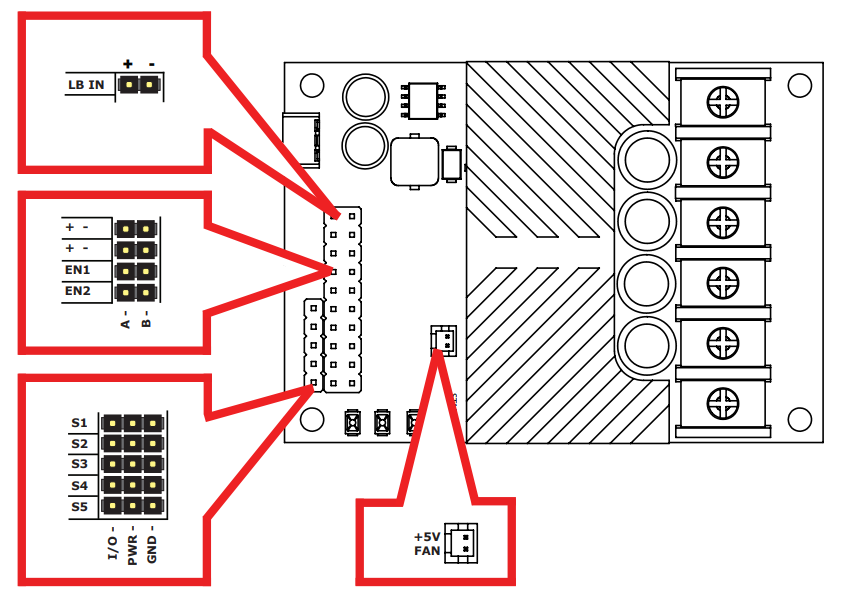 + -
LB IN
+ -
+ -
EN1
EN2
A -
B -
S1
S2
S3
S4
S5
I/O -
PWR -
GND -
+5V
FAN